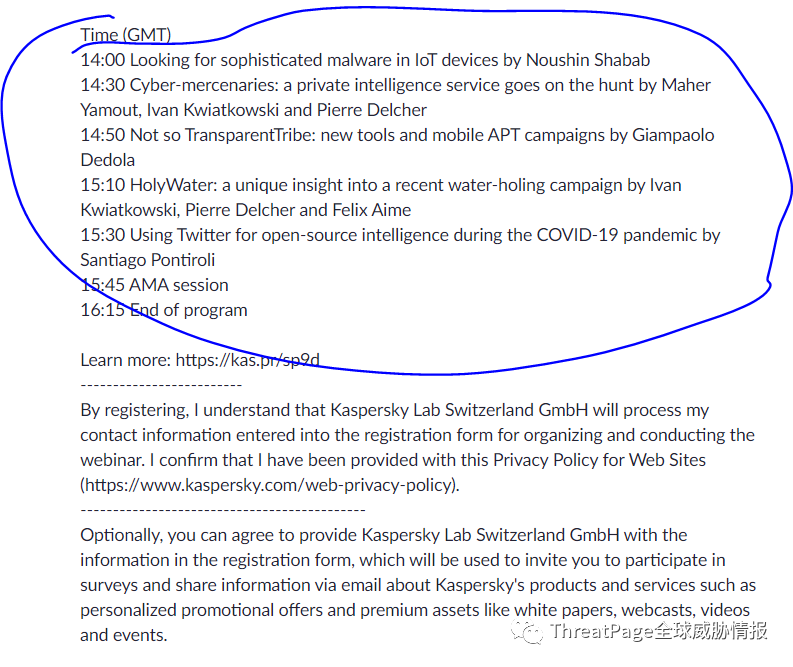 Time (GMT)
14:00 Looking for sophisticated malware in IoT devices by Noushin Shabab
14:30 Cyber-mercenaries: a private intelligence service goes on the hunt by Maher
Yamout, Ivan Kwiatkowski and Pierre Delcher
14:50 Not so TransparentTribe: new tools and mobile APT campaigns by Giampaolo
Dedola
15:10 HolyWater: a unique insight into a recent water-holing campaign by Ivan
Kwiatkowski, Pierre Delcher and Felix Aime
15:30 Using Twitter for open-source intelligence during the COVID-19 pandemic by
Santiago Pontiroli
15:45 AMA session
16:15 End of program
Learn more: https://kas.pr/sp9d
-------------------------
By registering, I understand that Kaspersky Lab Switzerland GmbH will process my
contact information entered into the registration form for organizing and conducting the
webinar. I confirm that I have been provided with this Privacy Policy for Web Sites
(https://www.kaspersky.com/web-privacy-policy).
--------------------------------------------
Optionally, you can agree to provide Kaspersky Lab Switzerland GmbH with the
information in the registration form, which will be used to invite you to participate in
surveys and share information via email about Kaspersky's products and services such as
personalized promotional offers and premium assets like white papers, webcasts, videos
and events.
ThreatPage全球威胁情报